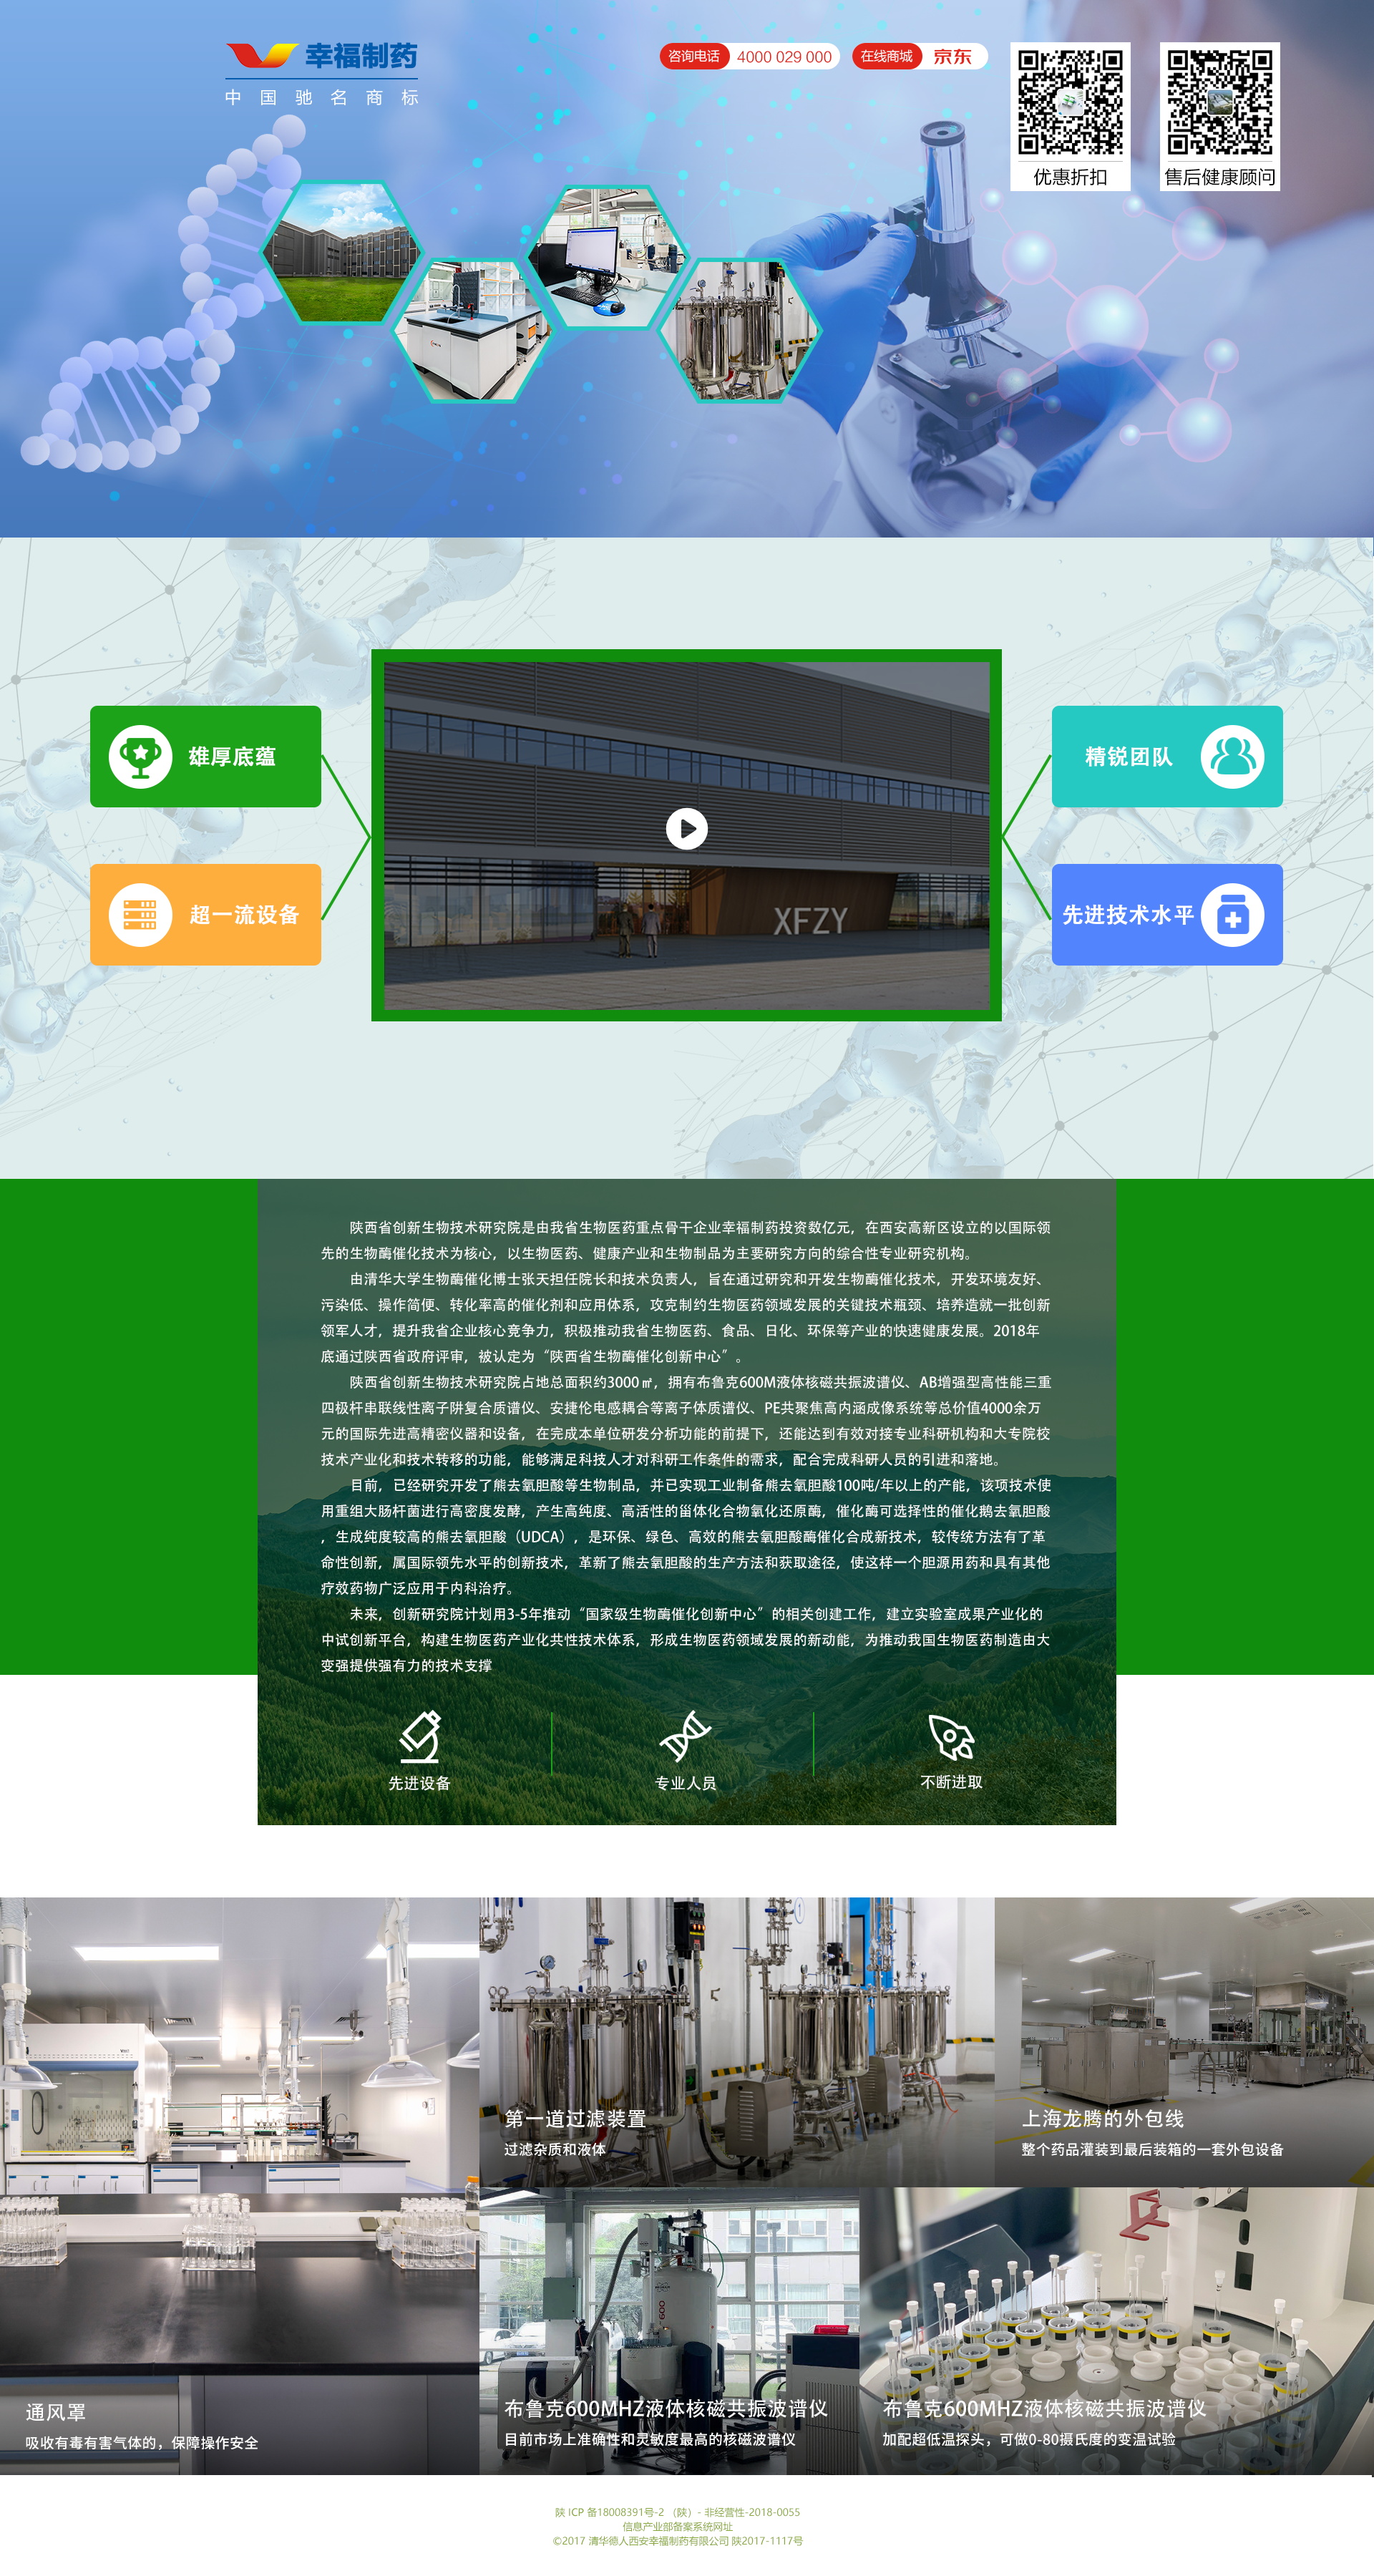 幸福制药
中国驰名商标
咨询电话 4000 029 000 在线商城 京东
优惠折扣 售后健康顾问
雄厚底蕴
超一流设备
XFZY
精锐团队
先进技术水平
陕西省创新生物技术研究院是由我省生物医药重点骨干企业幸福制药投资数亿元，在西安高新区设立的以国际领
先的生物酶催化技术为核心，以生物医药、健康产业和生物制品为主要研究方向的综合性专业研究机构。
由清华大学生物酶催化博士张天担任院长和技术负责人，旨在通过研究和开发生物酶催化技术，开发环境友好、
污染低、操作简便、转化率高的催化剂和应用体系，攻克制约生物医药领域发展的关键技术瓶颈、培养造就一批创新
领军人才，提升我省企业核心竞争力，积极推动我省生物医药、食品、日化、环保等产业的快速健康发展。2018年
底通过陕西省政府评审，被认定为“陕西省生物酶催化创新中心”。
陕西省创新生物技术研究院占地总面积约3000㎡，拥有布鲁克600M液体核磁共振波谱仪、AB增强型高性能三重
四极杆串联线性离子阱复合质谱仪、安捷伦电感耦合等离子体质谱仪、PE共聚焦高内涵成像系统等总价值4000余万
元的国际先进高精密仪器和设备，在完成本单位研发分析功能的前提下，还能达到有效对接专业科研机构和大专院校
技术产业化和技术转移的功能，能够满足科技人才对科研工作条件的需求，配合完成科研人员的引进和落地。
目前，已经研究开发了熊去氧胆酸等生物制品，并已实现工业制备熊去氧胆酸100吨/年以上的产能，该项技术使
用重组大肠杆菌进行高密度发酵，产生高纯度、高活性的甾体化合物氧化还原酶，催化酶可选择性的催化鹅去氧胆酸
，生成纯度较高的熊去氧胆酸（UDCA），是环保、绿色、高效的熊去氧胆酸酶催化合成新技术，较传统方法有了革
命性创新，属国际领先水平的创新技术，革新了熊去氧胆酸的生产方法和获取途径，使这样一个胆源用药和具有其他
疗效药物广泛应用于内科治疗。
未来，创新研究院计划用3-5年推动“国家级生物酶催化创新中心”的相关创建工作，建立实验室成果产业化的
中试创新平台，构建生物医药产业化共性技术体系，形成生物医药领域发展的新动能，为推动我国生物医药制造由大
变强提供强有力的技术支撑
先进设备 专业人员 不断进取
第一道过滤装置
过滤杂质和液体
上海龙腾的外包线
整个药品灌装到最后装箱的一套外包设备
通风罩
吸收有毒有害气体的，保障操作安全
600
布鲁克600MHZ液体核磁共振波谱仪
目前市场上准确性和灵敏度最高的核磁波谱仪
布鲁克600MHZ液体核磁共振波谱仪
加配超低温探头，可做0-80摄氏度的变温试验
陕 ICP 备18008391号-2 （陕）- 非经营性-2018-0055
信息产业部备案系统网址
©2017 清华德人西安幸福制药有限公司 陕2017-1117号